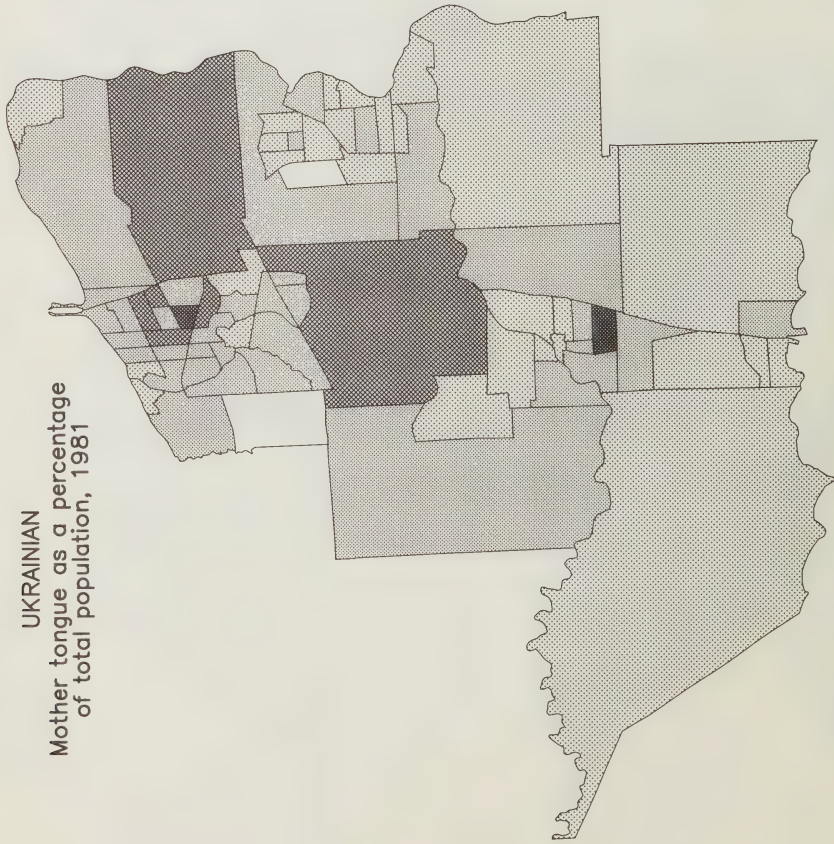 UKRAINIAN
Mother tongue as a percentage
of total population, 1981